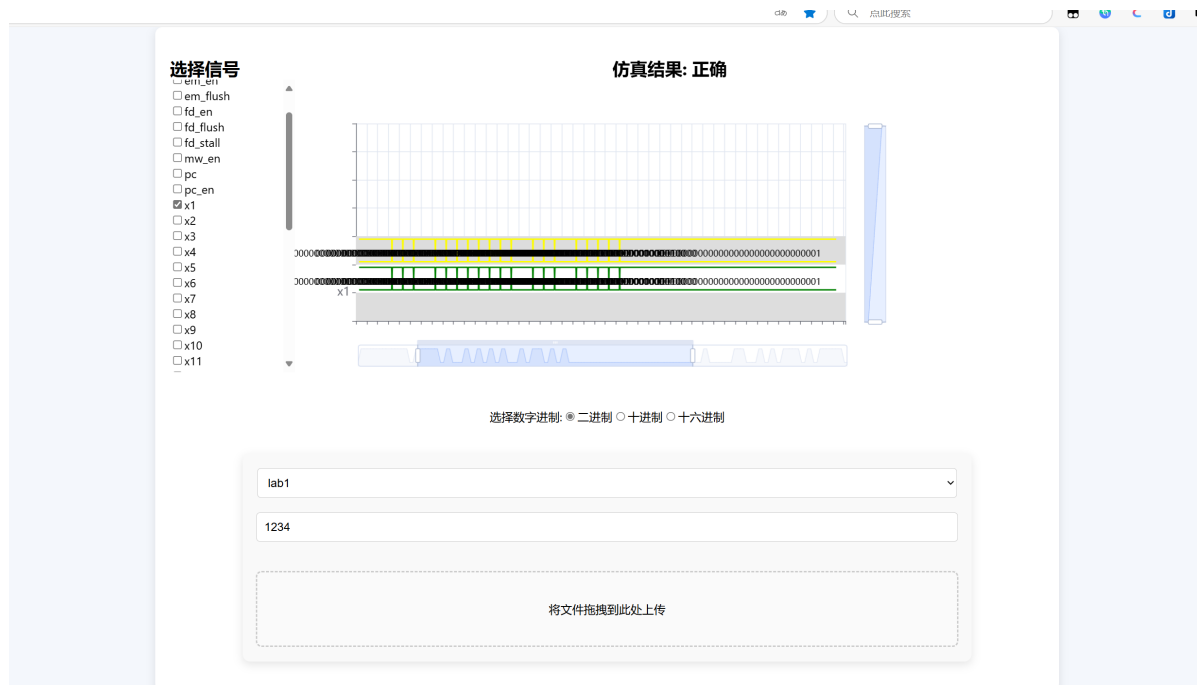 点此搜索
选择信号
仿真结果: 正确
em_en
em_flush
fd_en
fd_flush
fd_stall
mw_en
pc
pc_en
x1
x2
x3
x4
x5
x6
x7
x8
x9
x10
x11
x1
选择数字进制: 二进制 十进制 十六进制
lab1
1234
将文件拖拽到此处上传